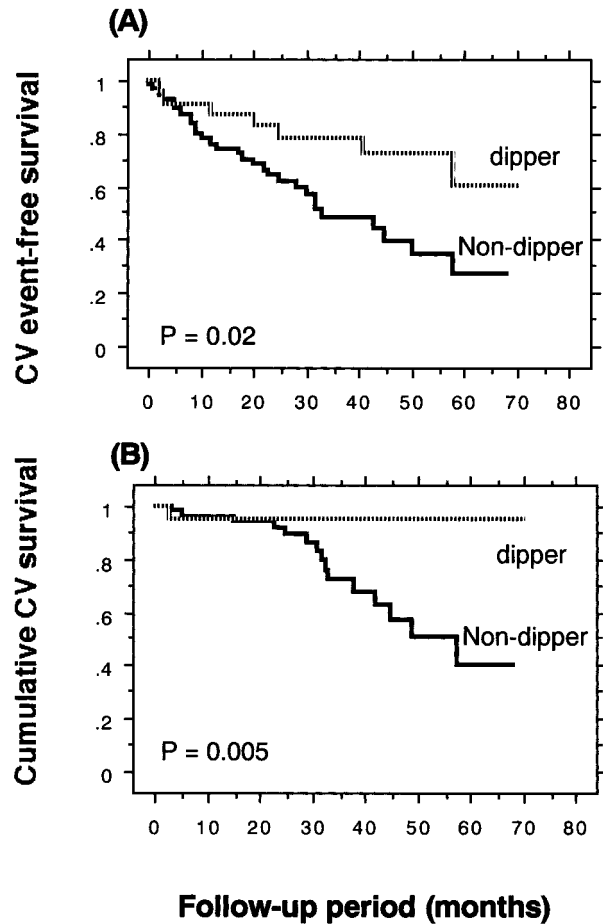 (A)
CV event-free survival
1
.8
.6
.4
.2
0
dipper
Non-dipper
P = 0.02
0 10 20 30 40 50 60 70 80
(B)
Cumulative CV survival
1
.8
.6
.4
.2
0
dipper
Non-dipper
P = 0.005
0 10 20 30 40 50 60 70 80
Follow-up period (months)